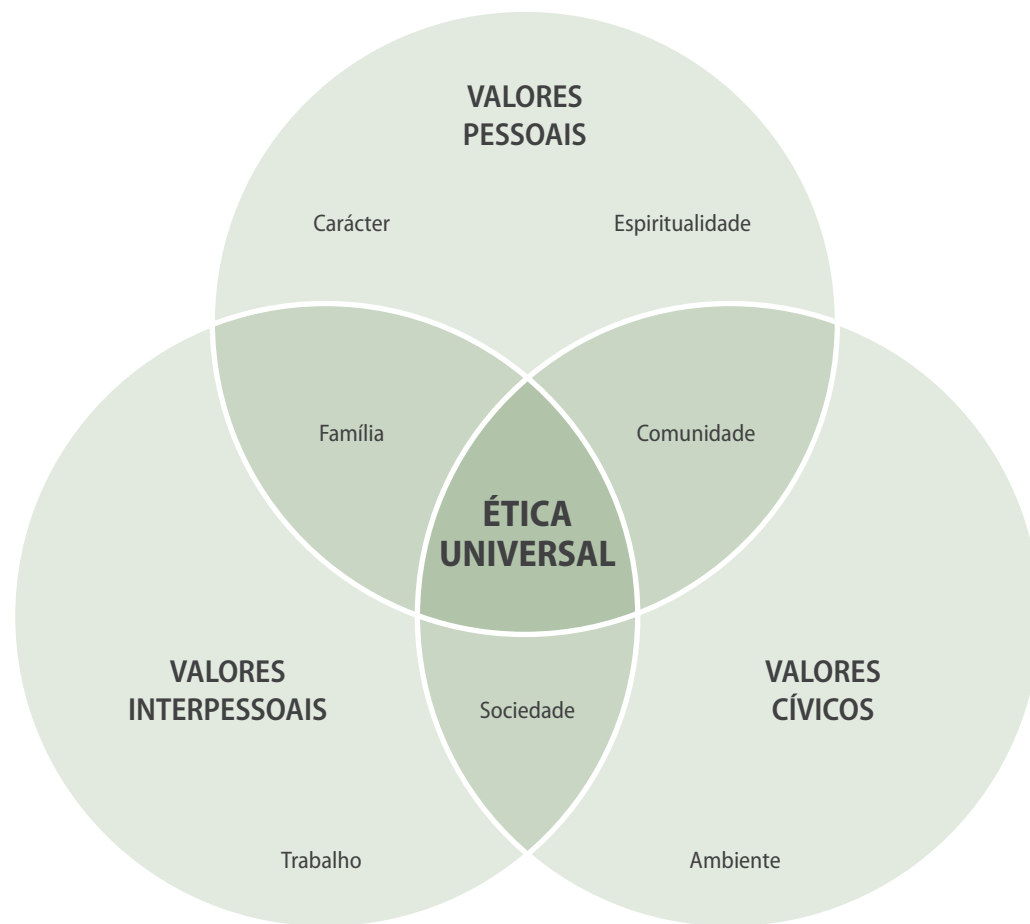 VALORES
PESSOAIS
Carácter
Espiritualidade
Família
Comunidade
ÉTICA
UNIVERSAL
VALORES
INTERPESSOAIS
VALORES
CÍVICOS
Sociedade
Trabalho
Ambiente